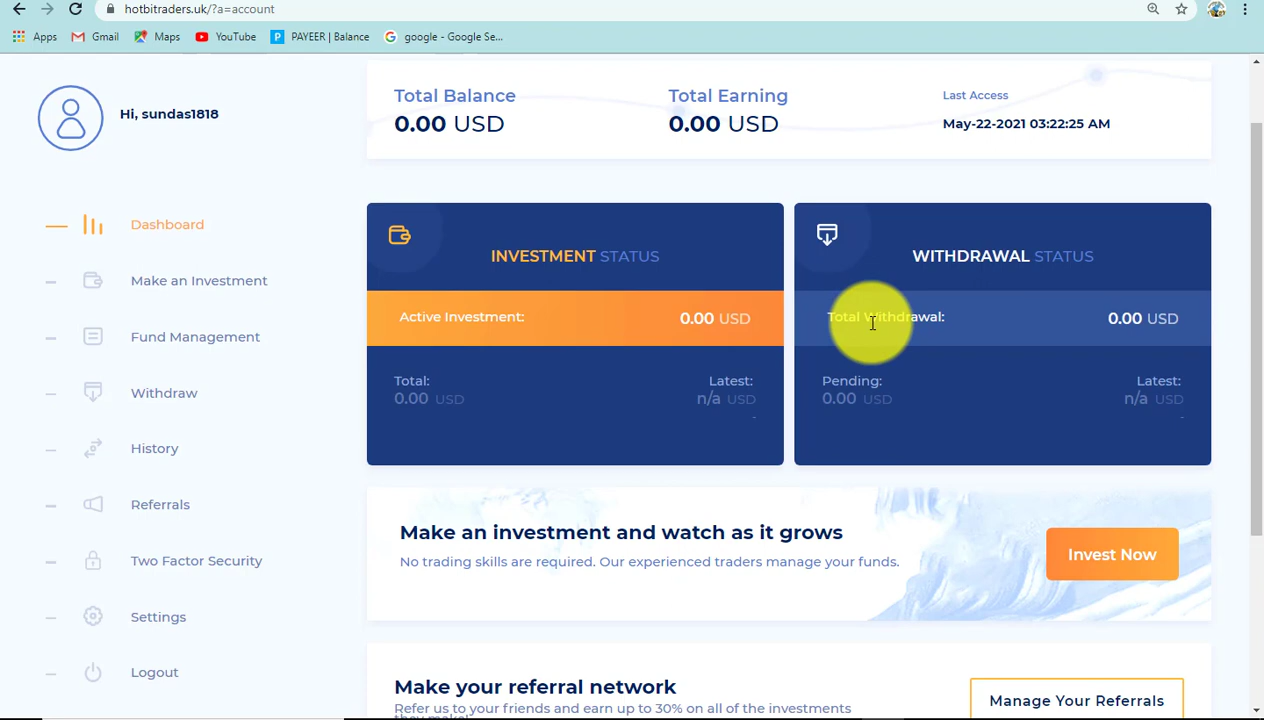 hotbitraders.uk/?a=account
Apps Gmail Maps YouTube PAYEER | Balance google - Google Se...
Hi, sundas1818
Total Balance
0.00 USD
Total Earning
0.00 USD
Last Access
May-22-2021 03:22:25 AM
Dashboard
Make an Investment
Fund Management
Withdraw
History
Referrals
Two Factor Security
Settings
Logout
INVESTMENT STATUS
Active Investment: 0.00 USD
Total: Latest:
0.00 USD n/a USD
-
WITHDRAWAL STATUS
Total Withdrawal: 0.00 USD
Pending: Latest:
0.00 USD n/a USD
-
Make an investment and watch as it grows
No trading skills are required. Our experienced traders manage your funds.
Invest Now
Make your referral network
Refer us to your friends and earn up to 30% on all of the investments
they make!
Manage Your Referrals